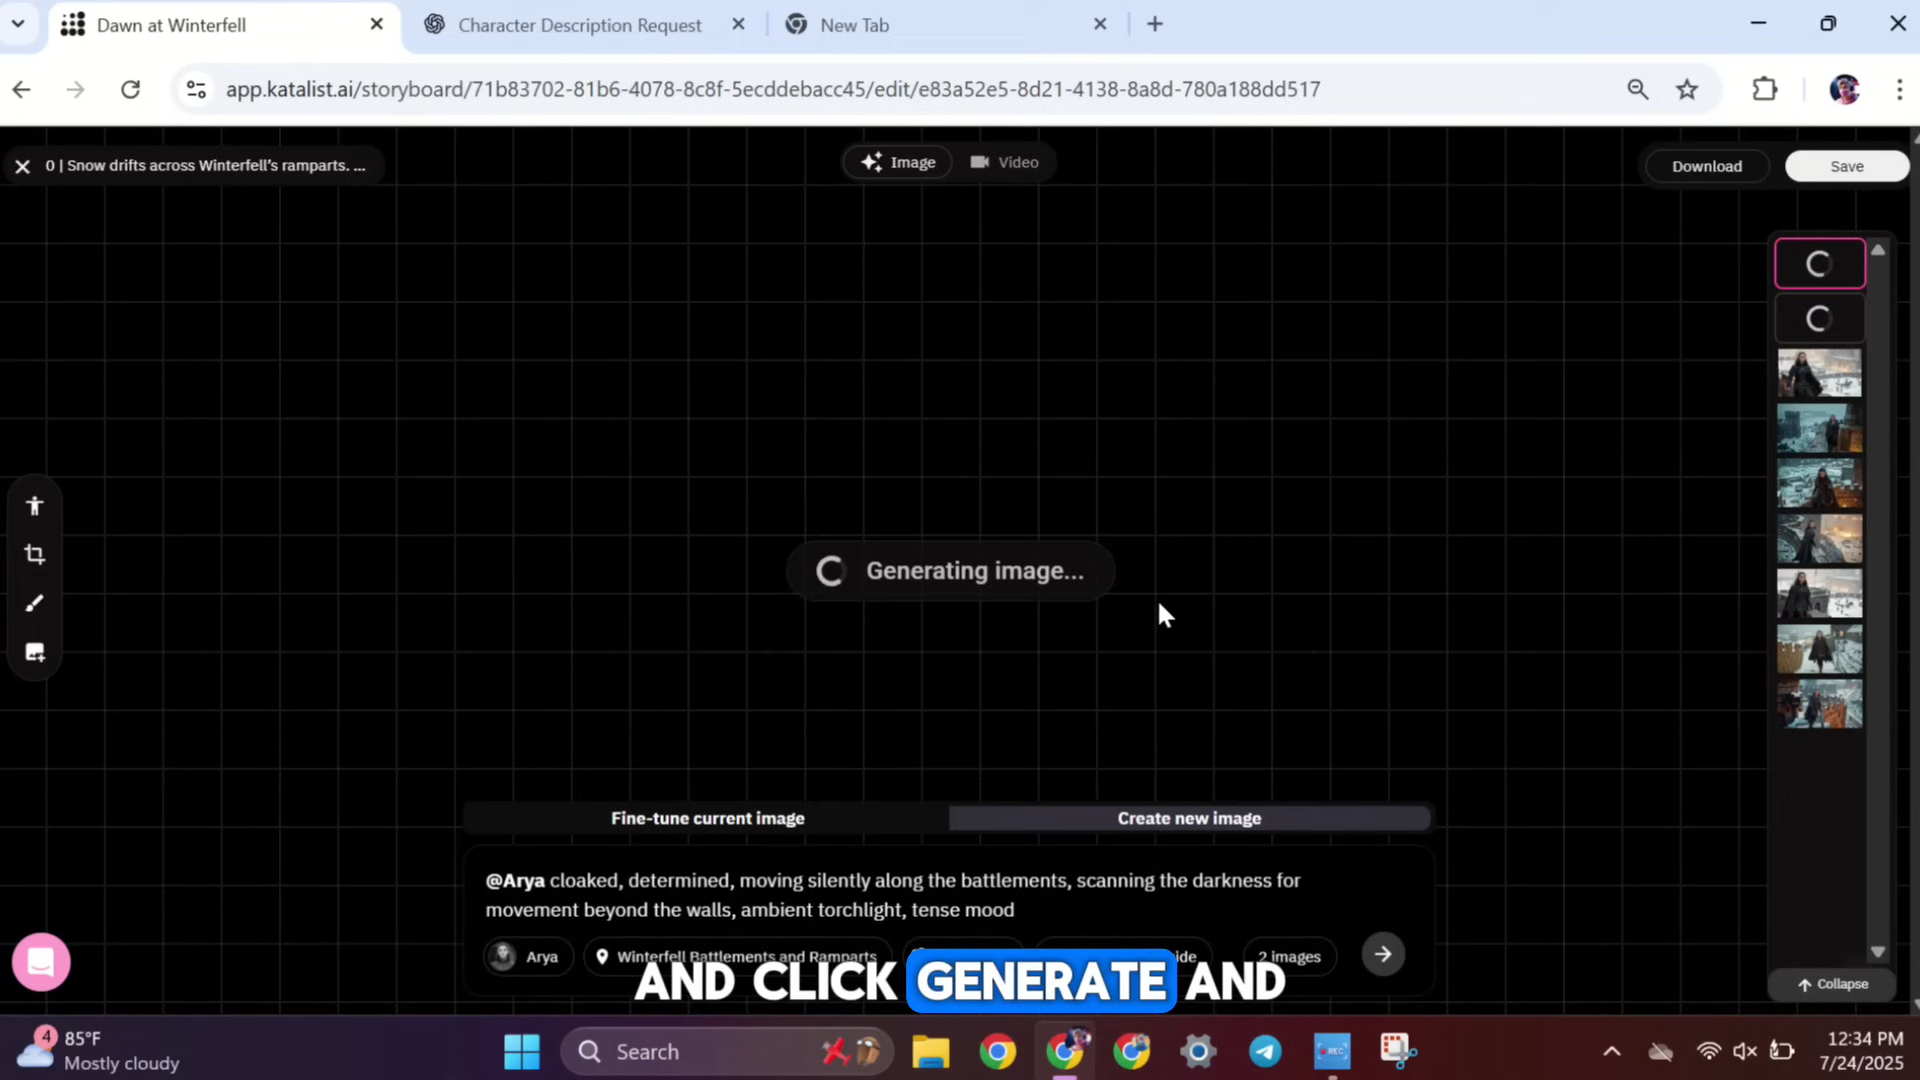 Dawn at Winterfell
Character Description Request
New Tab
app.katalist.ai/storyboard/71b83702-81b6-4078-8c8f-5ecddebacc45/edit/e83a52e5-8d21-4138-8a8d-780a188dd517
0 | Snow drifts across Winterfell's ramparts. ...
Image
Video
Download
Save
Generating image...
Fine-tune current image
Create new image
@Arya cloaked, determined, moving silently along the battlements, scanning the darkness for
movement beyond the walls, ambient torchlight, tense mood
Arya
Winterfell Battlements and Ramparts
2 images
AND CLICK GENERATE AND
Collapse
4
85°F
Mostly cloudy
Search
REC
12:34 PM
7/24/2025